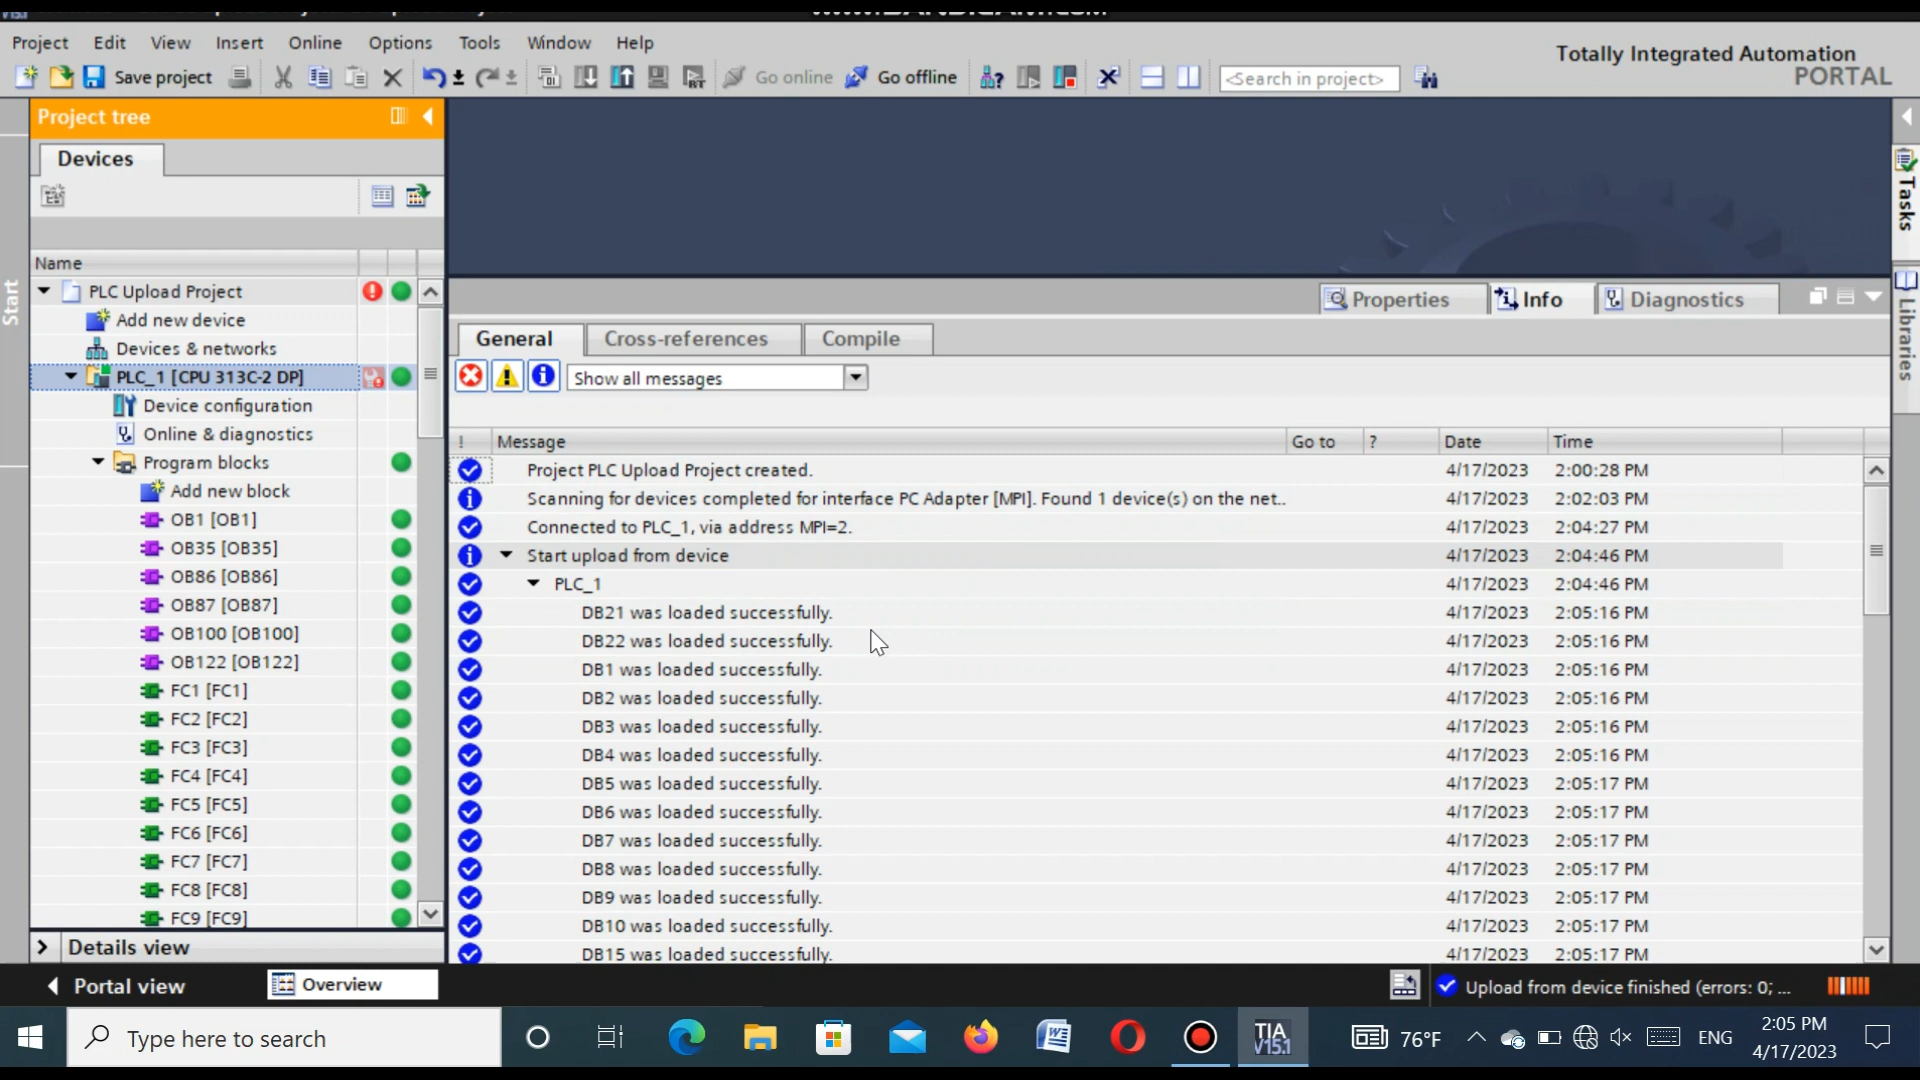 Project Edit View Insert Online Options Tools Window Help
Totally Integrated Automation
PORTAL
Save project Go online Go offline <Search in project>
Project tree
Devices
Name
PLC Upload Project
Add new device
Devices & networks
PLC_1 [CPU 313C-2 DP]
Device configuration
Online & diagnostics
Program blocks
Add new block
OB1 [OB1]
OB35 [OB35]
OB86 [OB86]
OB87 [OB87]
OB100 [OB100]
OB122 [OB122]
FC1 [FC1]
FC2 [FC2]
FC3 [FC3]
FC4 [FC4]
FC5 [FC5]
FC6 [FC6]
FC7 [FC7]
FC8 [FC8]
FC9 [FC9]
Details view
Start
Properties Info Diagnostics
General Cross-references Compile
Show all messages
! Message Go to ? Date Time
Project PLC Upload Project created. 4/17/2023 2:00:28 PM
Scanning for devices completed for interface PC Adapter [MPI]. Found 1 device(s) on the net.. 4/17/2023 2:02:03 PM
Connected to PLC_1, via address MPI=2. 4/17/2023 2:04:27 PM
Start upload from device 4/17/2023 2:04:46 PM
PLC_1 4/17/2023 2:04:46 PM
DB21 was loaded successfully. 4/17/2023 2:05:16 PM
DB22 was loaded successfully. 4/17/2023 2:05:16 PM
DB1 was loaded successfully. 4/17/2023 2:05:16 PM
DB2 was loaded successfully. 4/17/2023 2:05:16 PM
DB3 was loaded successfully. 4/17/2023 2:05:16 PM
DB4 was loaded successfully. 4/17/2023 2:05:16 PM
DB5 was loaded successfully. 4/17/2023 2:05:17 PM
DB6 was loaded successfully. 4/17/2023 2:05:17 PM
DB7 was loaded successfully. 4/17/2023 2:05:17 PM
DB8 was loaded successfully. 4/17/2023 2:05:17 PM
DB9 was loaded successfully. 4/17/2023 2:05:17 PM
DB10 was loaded successfully. 4/17/2023 2:05:17 PM
DB15 was loaded successfully. 4/17/2023 2:05:17 PM
Tasks
Libraries
Portal view Overview Upload from device finished (errors: 0; ...
Type here to search TIA V15.1 76°F ENG 2:05 PM
4/17/2023